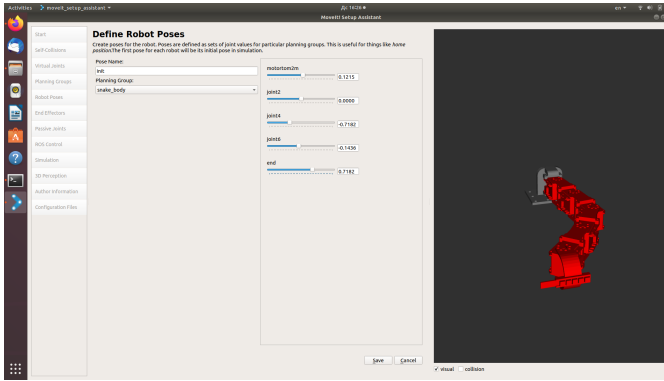 Activities
moveit_setup_assistant
Дс 16:26
en
MoveIt! Setup Assistant
Start
Self-Collisions
Virtual Joints
Planning Groups
Robot Poses
End Effectors
Passive Joints
ROS Control
Simulation
3D Perception
Author Information
Configuration Files
Define Robot Poses
Create poses for the robot. Poses are defined as sets of joint values for particular planning groups. This is useful for things like home
position.The first pose for each robot will be its initial pose in simulation.
Pose Name:
Init
Planning Group:
snake_body
motortom2m
0.1215
joint2
0.0000
joint4
-0.7182
joint6
-0.1436
end
0.7182
Save
Cancel
visual
collision